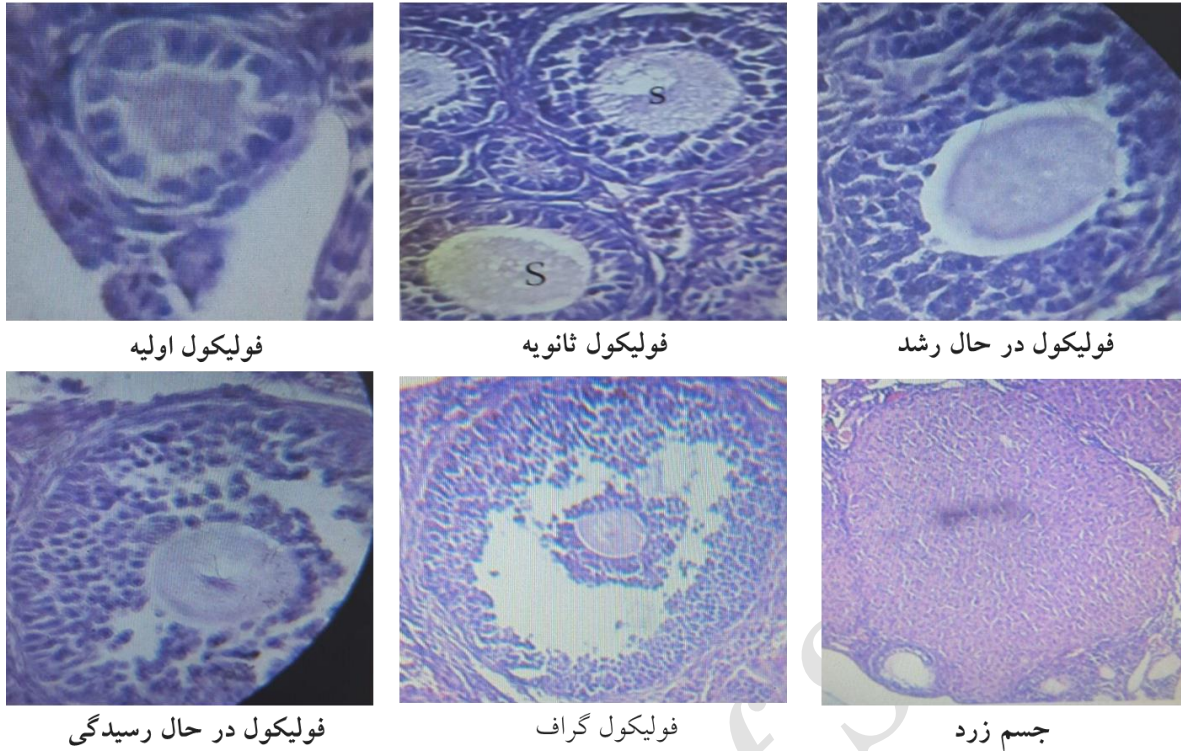 S
S
فولیکول در حال رشد
فولیکول ثانویه
فولیکول اولیه
جسم زرد
فولیکول گراف
فولیکول در حال رسیدگی